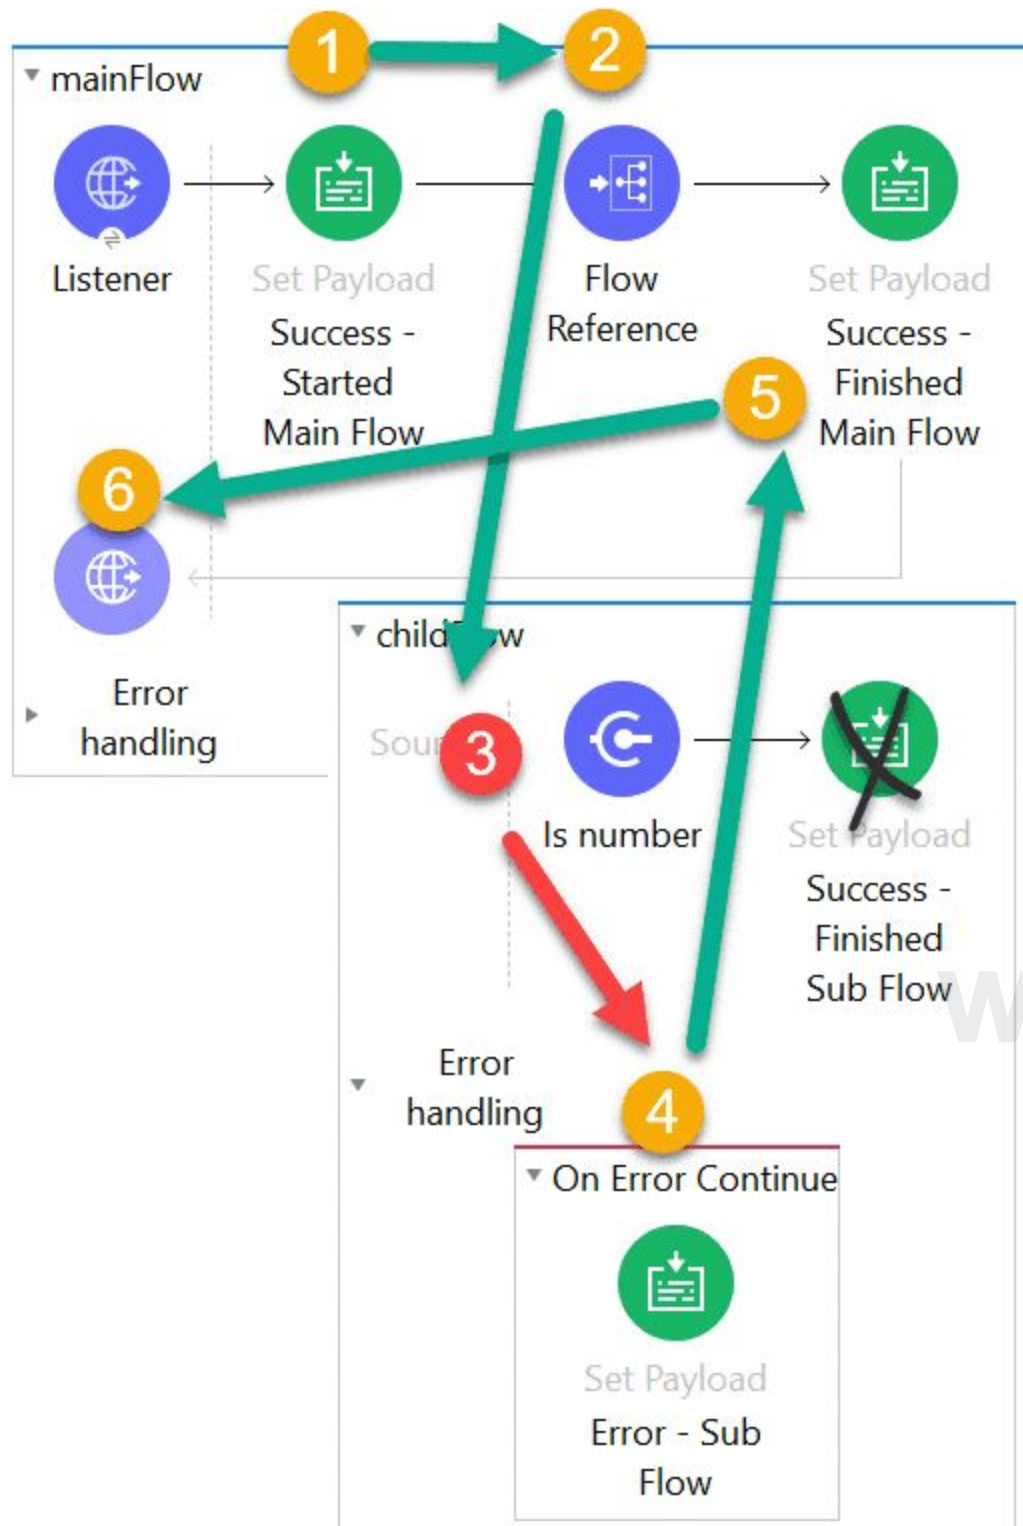 1
2
mainFlow
Listener
Set Payload
Success -
Started
Main Flow
Flow
Reference
Set Payload
Success -
Finished
Main Flow
5
6
Error
handling
3
Is number
Set Payload
Success -
Finished
Sub Flow
Error
handling
4
On Error Continue
Set Payload
Error - Sub
Flow